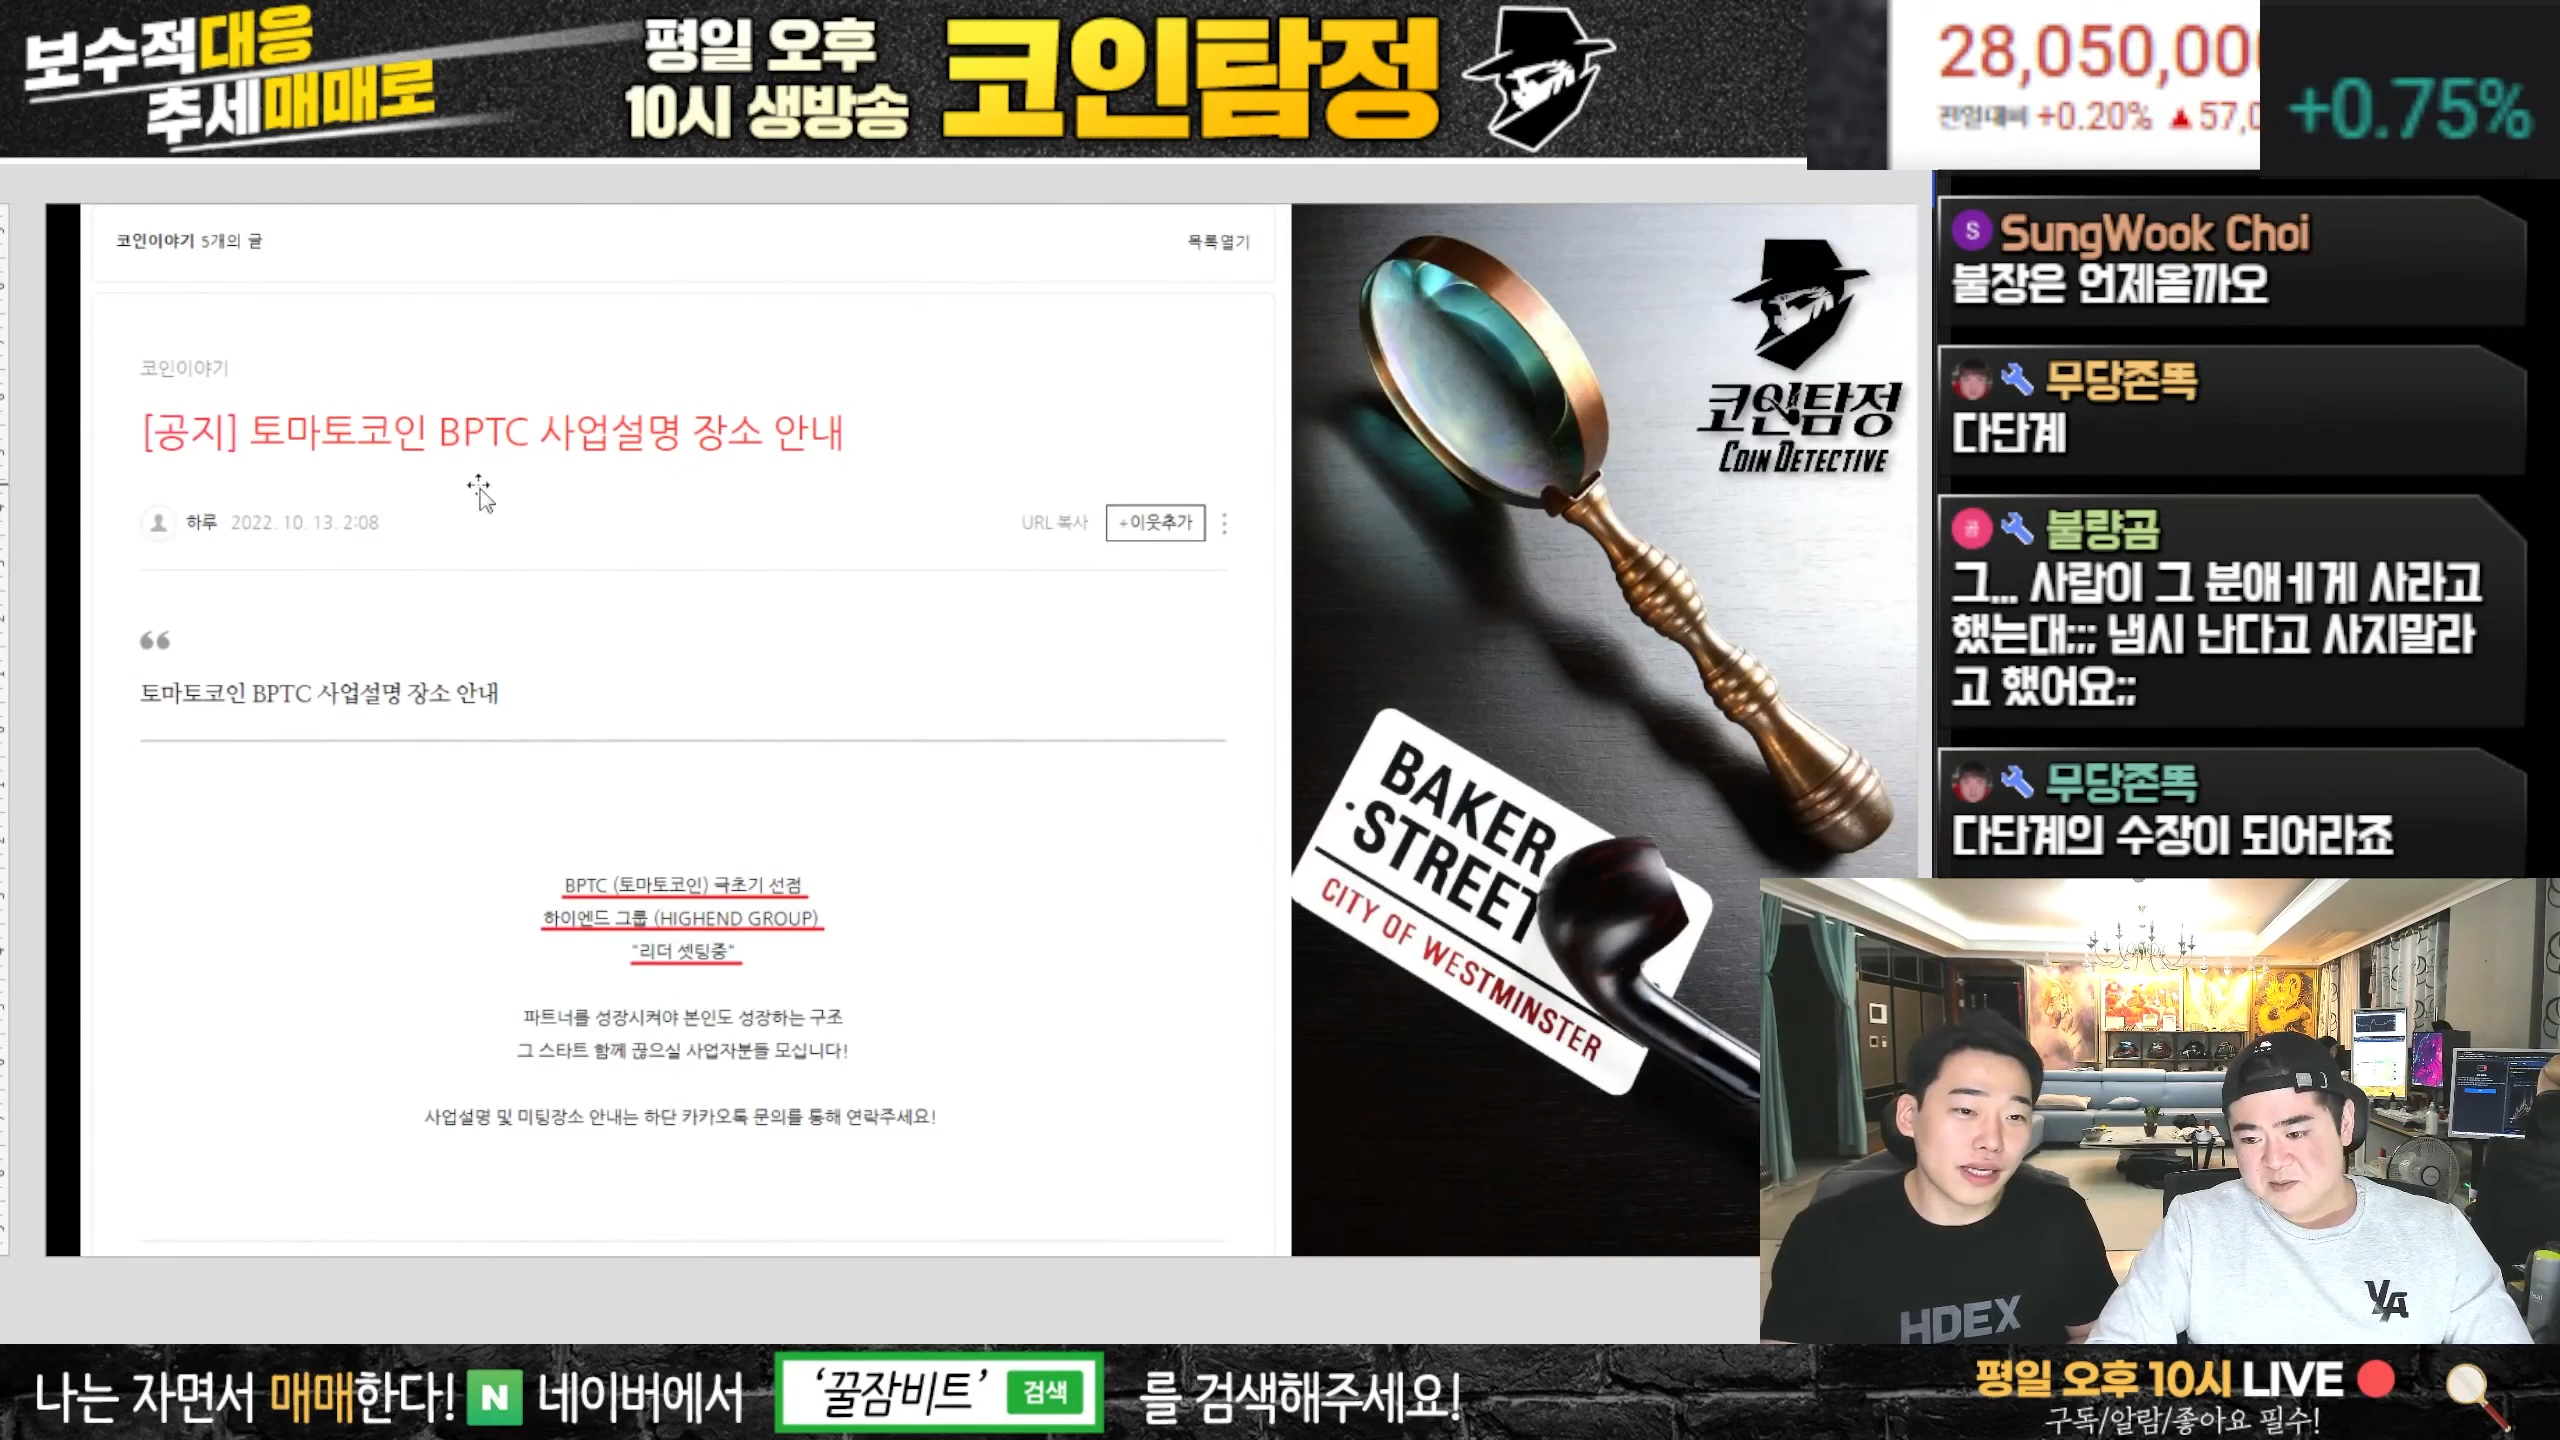 보수적대응
추세매매로
평일 오후
10시 생방송
코인탐정
28,050,00
전일대비 +0.20% ▲57,0
+0.75%
코인이야기 5개의 글
목록열기
코인이야기
[공지] 토마토코인 BPTC 사업설명 장소 안내
하루 2022. 10. 13. 2:08
URL 복사
+이웃추가
토마토코인 BPTC 사업설명 장소 안내
BPTC (토마토코인) 극초기 선점
하이엔드 그룹 (HIGHEND GROUP)
"리더 셋팅중"
파트너를 성장시켜야 본인도 성장하는 구조
그 스타트 함께 끊으실 사업자분들 모십니다!
사업설명 및 미팅장소 안내는 하단 카카오톡 문의를 통해 연락주세요!
코인탐정
COIN DETECTIVE
BAKER
STREET
CITY OF WESTMINSTER
S SungWook Choi
불장은 언제올까오
무당쫀똑
다단계
곰 불량곰
그... 사람이 그 분애ㅔ게 사라고
했는대;;; 냄시 난다고 사지말라
고 했어요;;
무당쫀똑
다단계의 수장이 되어라죠
HDEX
VA
나는 자면서 매매한다! N 네이버에서 '꿀잠비트' 검색 를 검색해주세요!
평일 오후 10시 LIVE
구독/알람/좋아요 필수!